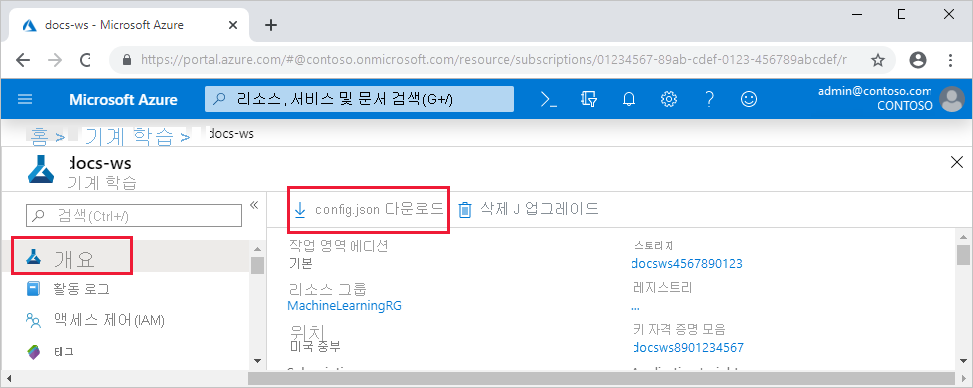 docs-ws - Microsoft Azure
https://portal.azure.com/#@contoso.onmicrosoft.com/resource/subscriptions/01234567-89ab-cdef-0123-456789abcdef/r
Microsoft Azure
리소스, 서비스 및 문서 검색(G+/)
admin@contoso.com
CONTOSO
홈 > 기계 학습 > docs-ws
docs-ws
기계 학습
검색(Ctrl+/)
개요
활동 로그
액세스 제어(IAM)
태그
config.json 다운로드 삭제 J 업그레이드
작업 영역 에디션
기본
리소스 그룹
MachineLearningRG
위치
미국 중부
스토리지
docsws4567890123
레지스트리
...
키 자격 증명 모음
docsws8901234567